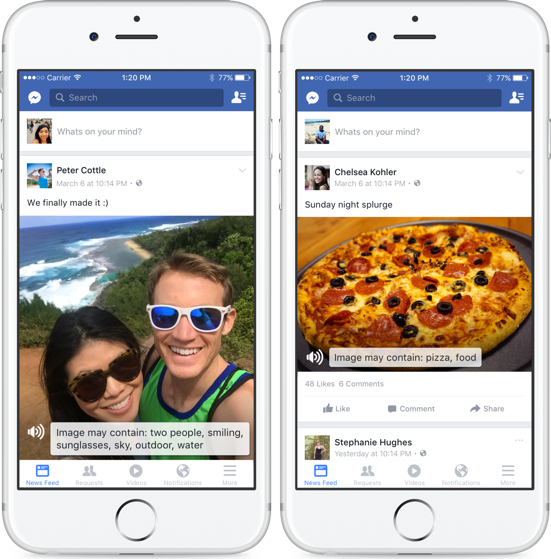 Carrier 1:20 PM 77%
Search
Whats on your mind?
Peter Cottle
March 6 at 10:14 PM ·
We finally made it :)
Image may contain: two people, smiling,
sunglasses, sky, outdoor, water
News Feed Requests Videos Notifications More
Carrier 1:20 PM 77%
Search
Whats on your mind?
Chelsea Kohler
March 6 at 10:14 PM ·
Sunday night splurge
Image may contain: pizza, food
48 Likes 6 Comments
Like Comment Share
Stephanie Hughes
Yesterday at 10:14 PM ·
News Feed Requests Videos Notifications More